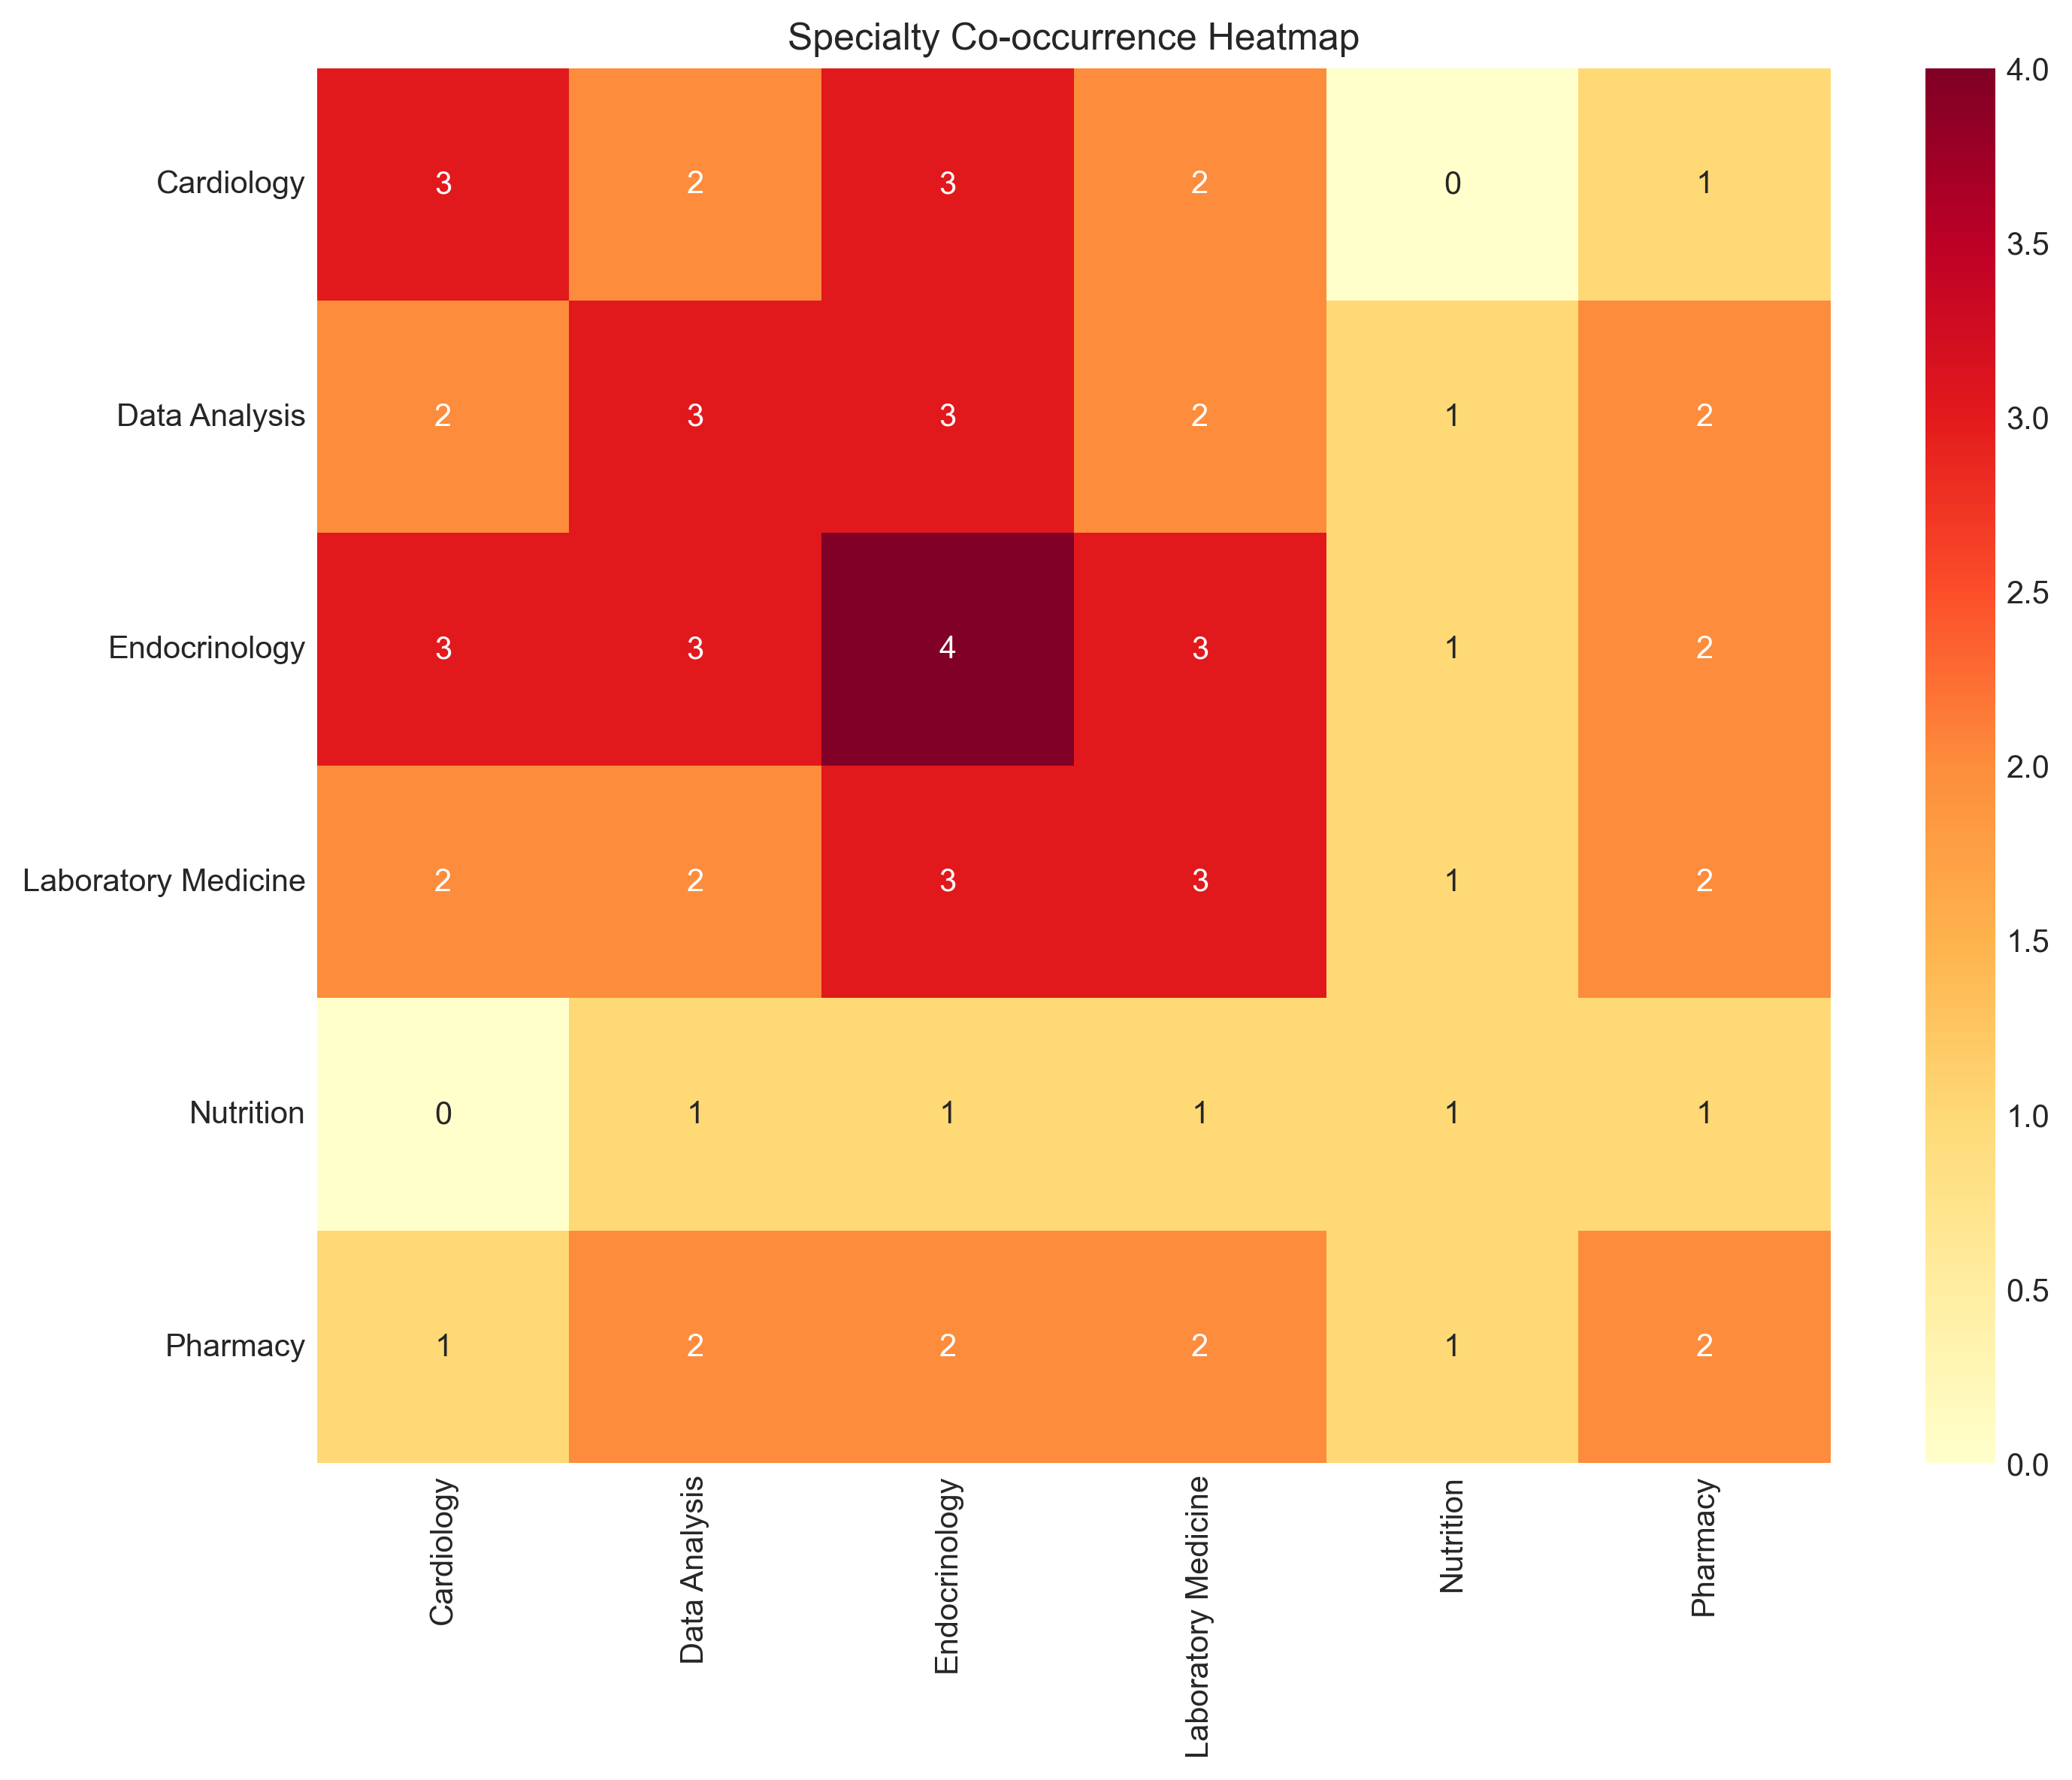 Specialty Co-occurrence Heatmap
Cardiology 3 2 3 2 0 1
Data Analysis 2 3 3 2 1 2
Endocrinology 3 3 4 3 1 2
Laboratory Medicine 2 2 3 3 1 2
Nutrition 0 1 1 1 1 1
Pharmacy 1 2 2 2 1 2
Cardiology
Data Analysis
Endocrinology
Laboratory Medicine
Nutrition
Pharmacy
4.0
3.5
3.0
2.5
2.0
1.5
1.0
0.5
0.0